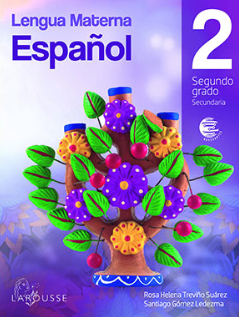 Lengua Materna
Español
2
Segundo
grado
Secundaria
Rosa Helena Treviño Suárez
Santiago Gómez Ledezma
LAROUSSE